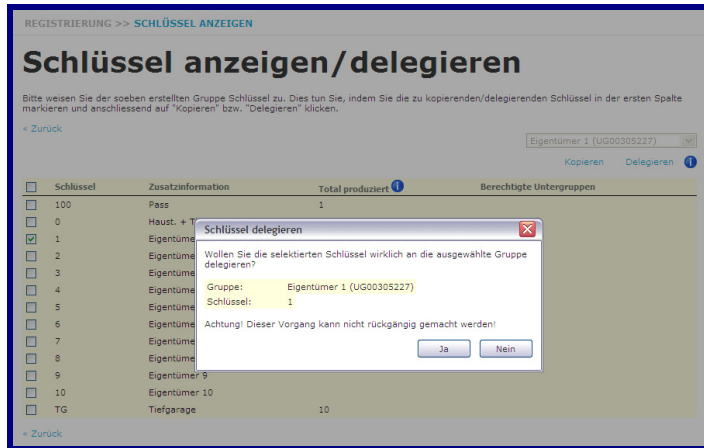 REGISTRIERUNG >> SCHLÜSSEL ANZEIGEN
Schlüssel anzeigen/delegieren
Bitte weisen Sie der soeben erstellten Gruppe Schlüssel zu. Dies tun Sie, indem Sie die zu kopierenden/delegierenden Schlüssel in der ersten Spalte
markieren und anschliessend auf "Kopieren" bzw. "Delegieren" klicken.
« Zurück
Eigentümer 1 (UG00305227)
Kopieren Delegieren i
Schlüssel Zusatzinformation Total produziert i Berechtigte Untergruppen
100 Pass 1
0 Haust. + T
1 Eigentüme
2 Eigentüme
3 Eigentüme
4 Eigentüme
5 Eigentüme
6 Eigentüme
7 Eigentüme
8 Eigentüme
9 Eigentümer 9
10 Eigentümer 10
TG Tiefgarage 10
« Zurück
Schlüssel delegieren
Wollen Sie die selektierten Schlüssel wirklich an die ausgewählte Gruppe
delegieren?
Gruppe: Eigentümer 1 (UG00305227)
Schlüssel: 1
Achtung! Dieser Vorgang kann nicht rückgängig gemacht werden!
Ja Nein